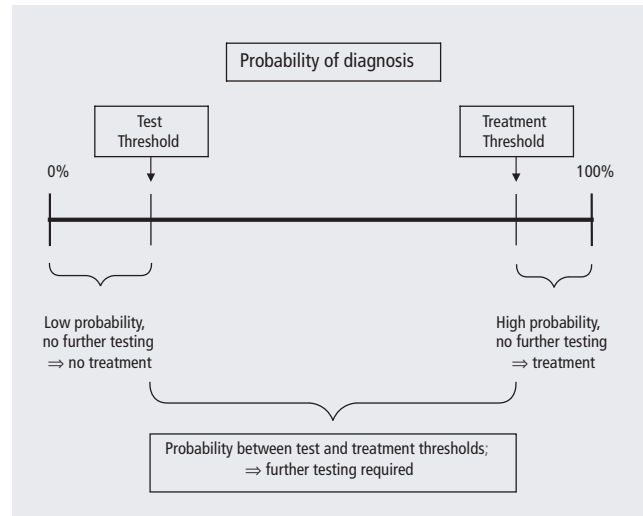 Probability of diagnosis
Test
Threshold
Treatment
Threshold
0%
100%
Low probability,
no further testing
⇒ no treatment
High probability,
no further testing
⇒ treatment
Probability between test and treatment thresholds;
⇒ further testing required